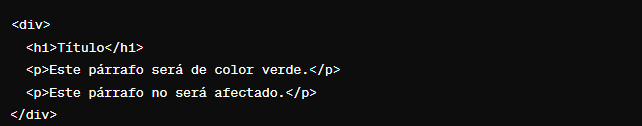 <div>
<h1>Título</h1>
<p>Este párrafo será de color verde.</p>
<p>Este párrafo no será afectado.</p>
</div>